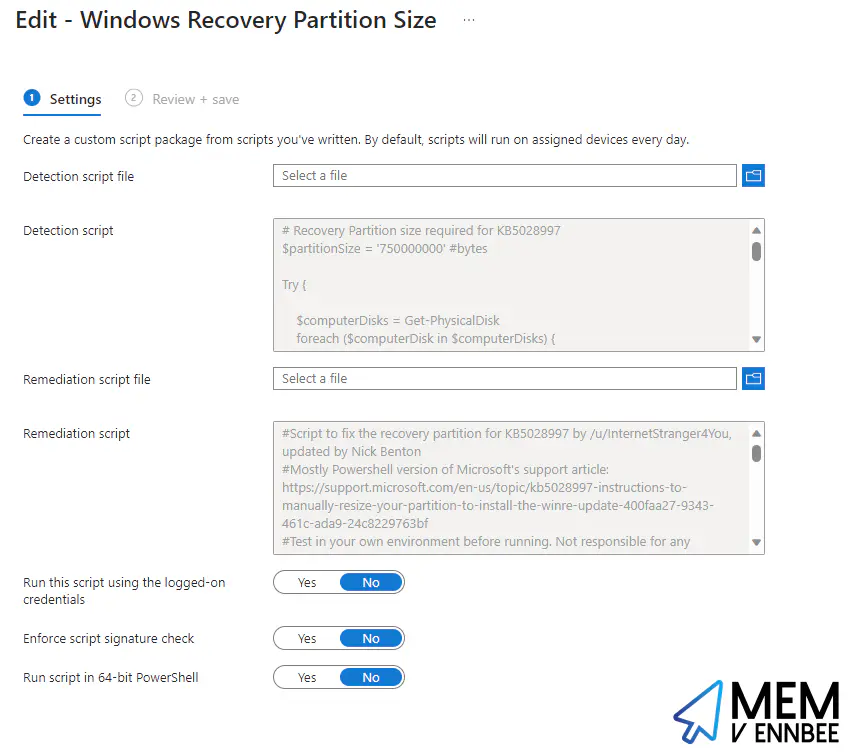 Edit - Windows Recovery Partition Size ...
1 Settings 2 Review + save
Create a custom script package from scripts you've written. By default, scripts will run on assigned devices every day.
Detection script file Select a file
Detection script # Recovery Partition size required for KB5028997
$partitionSize = '750000000' #bytes
Try {
$computerDisks = Get-PhysicalDisk
foreach ($computerDisk in $computerDisks) {
Remediation script file Select a file
Remediation script #Script to fix the recovery partition for KB5028997 by /u/InternetStranger4You,
updated by Nick Benton
#Mostly Powershell version of Microsoft's support article:
https://support.microsoft.com/en-us/topic/kb5028997-instructions-to-
manually-resize-your-partition-to-install-the-winre-update-400faa27-9343-
461c-ada9-24c8229763bf
#Test in your own environment before running. Not responsible for any
Run this script using the logged-on
credentials Yes No
Enforce script signature check Yes No
Run script in 64-bit PowerShell Yes No
MEM
V ENNBEE